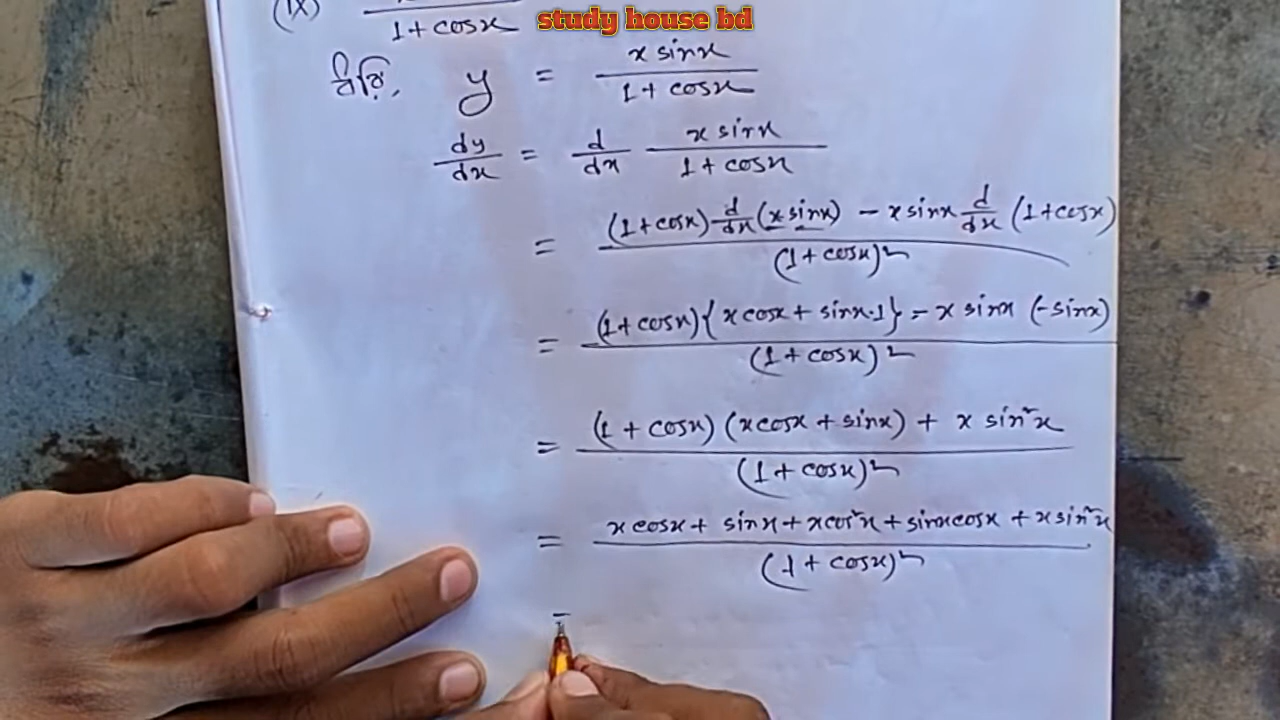 study house bd
(ix) 1 + cosx
ধরি, y = x sinx / 1 + cosx
dy/dx = d/dx x sinx / 1 + cosx
= (1+cosx) d/dx (x sinx) − x sinx d/dx (1+cosx) / (1+cosx)²
= (1+cosx){x cosx + sinx·1} − x sinx (−sinx) / (1+cosx)²
= (1 + cosx) (x cosx + sinx) + x sin²x / (1 + cosx)²
= x cosx + sinx + x cos²x + sinx cosx + x sin²x / (1 + cosx)²
=